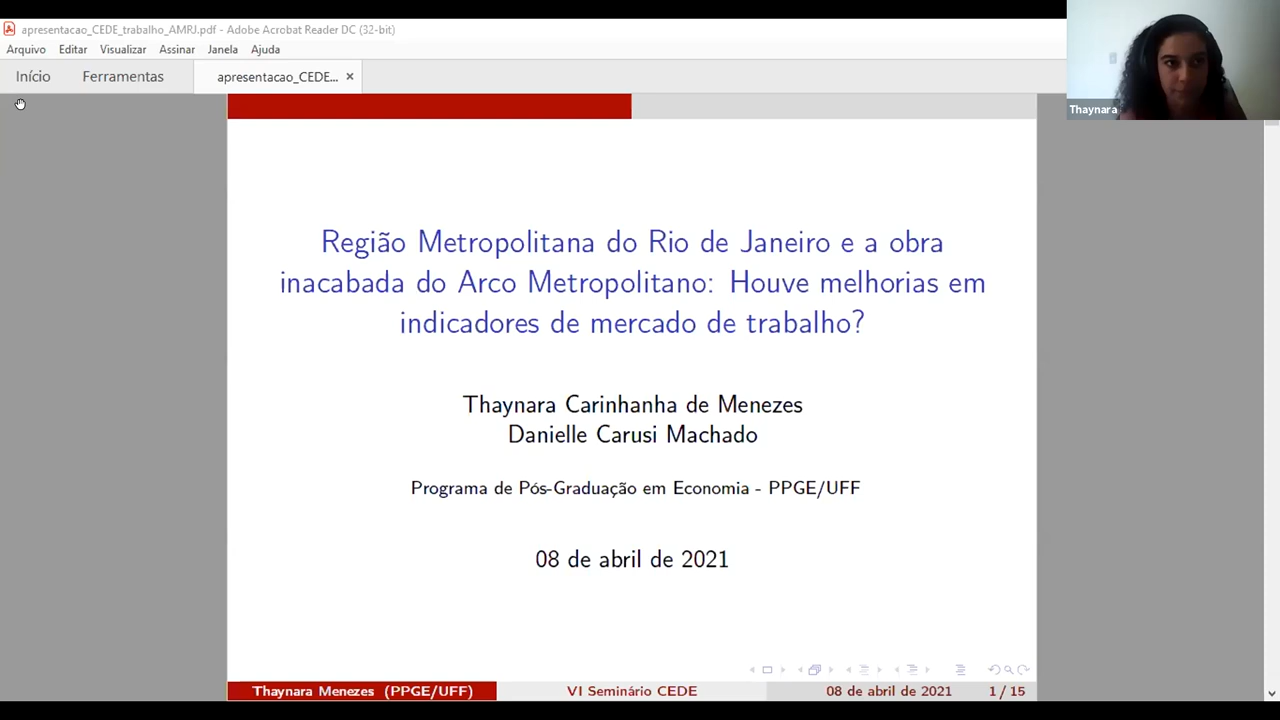 apresentacao_CEDE_trabalho_AMRJ.pdf - Adobe Acrobat Reader DC (32-bit)
Arquivo Editar Visualizar Assinar Janela Ajuda
Início Ferramentas apresentacao_CEDE... ×
Thaynara
Região Metropolitana do Rio de Janeiro e a obra
inacabada do Arco Metropolitano: Houve melhorias em
indicadores de mercado de trabalho?
Thaynara Carinhanha de Menezes
Danielle Carusi Machado
Programa de Pós-Graduação em Economia - PPGE/UFF
08 de abril de 2021
Thaynara Menezes (PPGE/UFF) VI Seminário CEDE 08 de abril de 2021 1 / 15